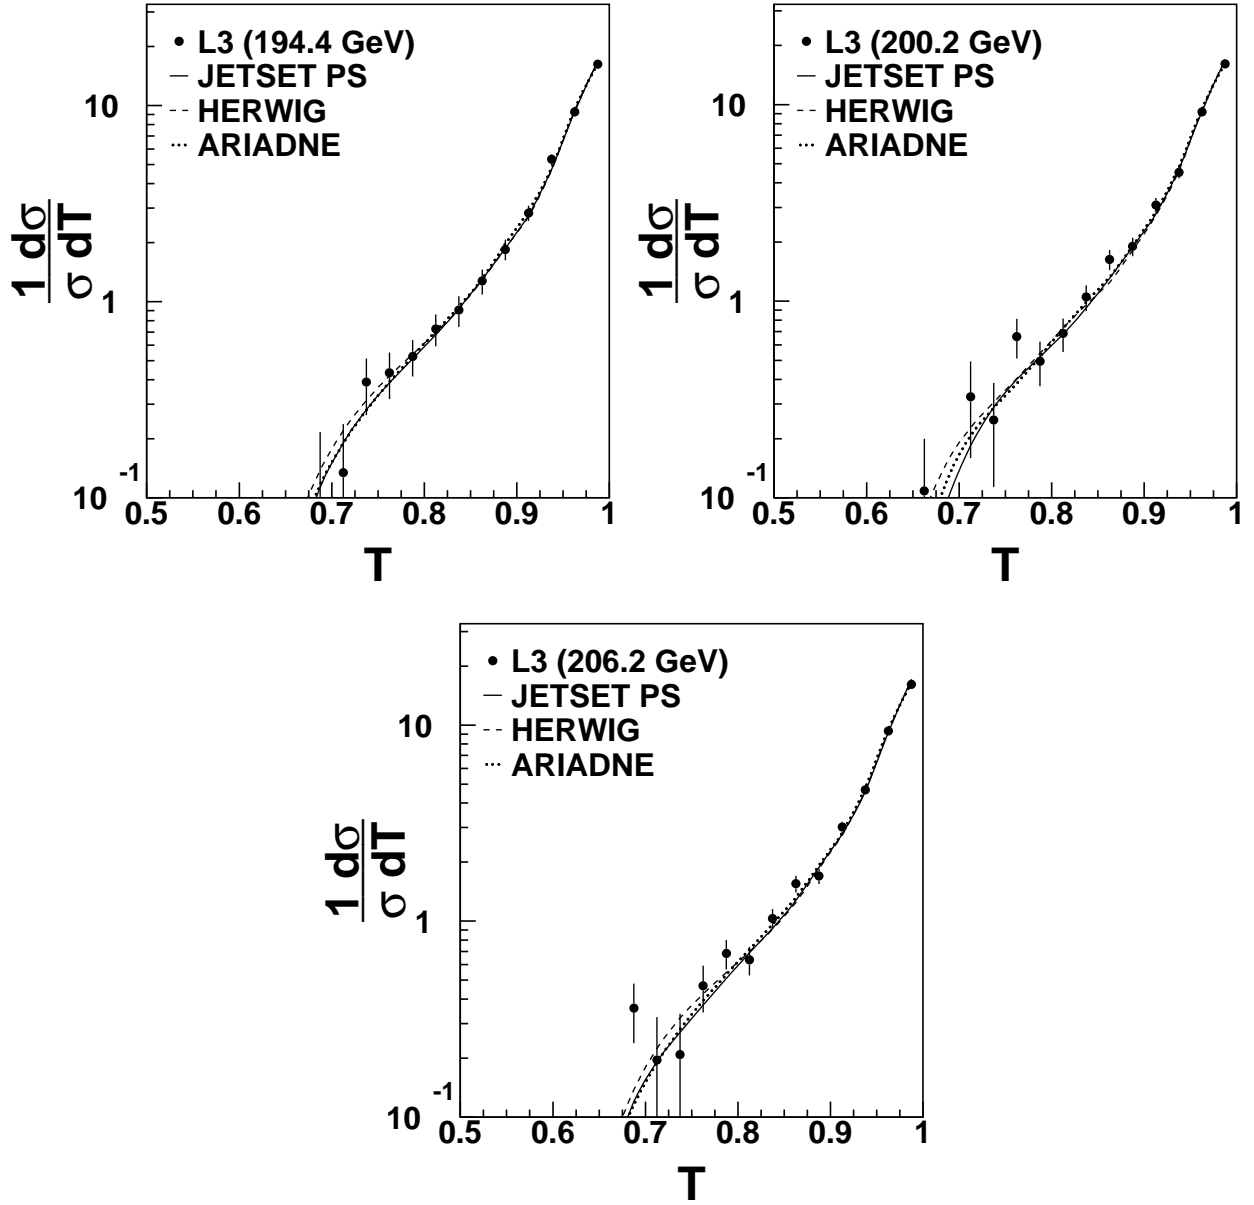 L3 (194.4 GeV)
JETSET PS
HERWIG
ARIADNE
10
1
10 -1
1 dσ
σ dT
0.5 0.6 0.7 0.8 0.9 1
T
L3 (200.2 GeV)
JETSET PS
HERWIG
ARIADNE
10
1
10 -1
1 dσ
σ dT
0.5 0.6 0.7 0.8 0.9 1
T
L3 (206.2 GeV)
JETSET PS
HERWIG
ARIADNE
10
1
10 -1
1 dσ
σ dT
0.5 0.6 0.7 0.8 0.9 1
T